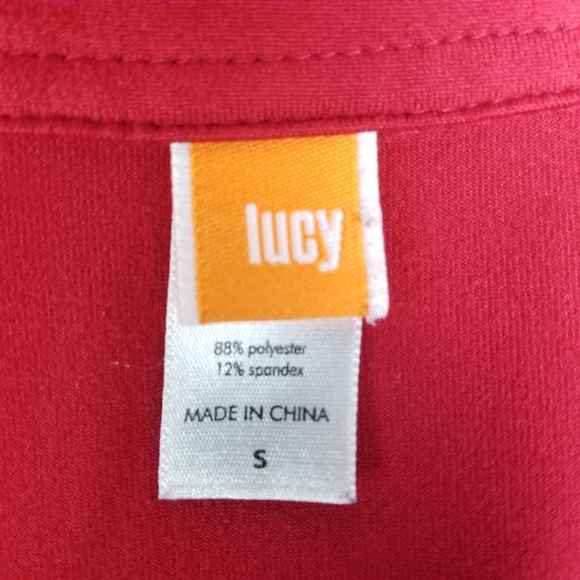 lucy
88% polyester
12% spandex
MADE IN CHINA
S